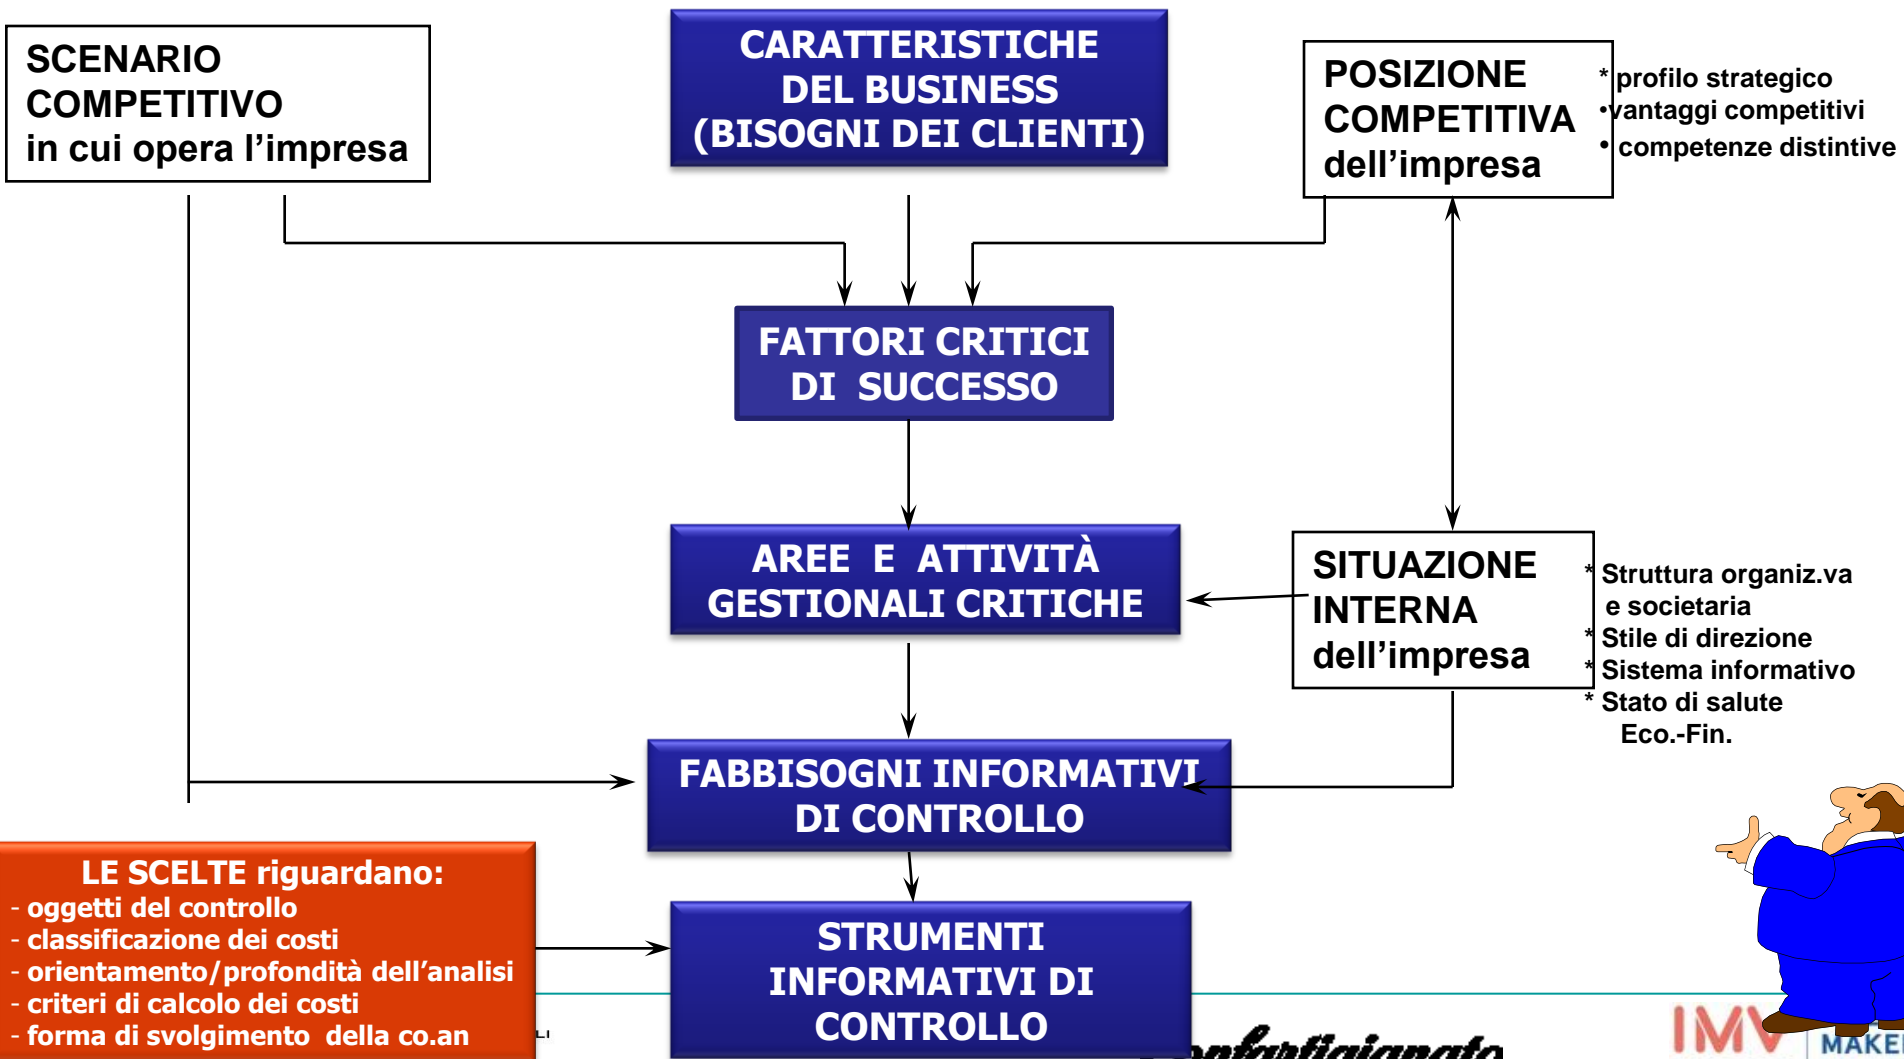 SCENARIO
COMPETITIVO
in cui opera l’impresa
CARATTERISTICHE
DEL BUSINESS
(BISOGNI DEI CLIENTI)
POSIZIONE
COMPETITIVA
dell’impresa
* profilo strategico
•vantaggi competitivi
• competenze distintive
FATTORI CRITICI
DI SUCCESSO
AREE E ATTIVITÀ
GESTIONALI CRITICHE
SITUAZIONE
INTERNA
dell’impresa
* Struttura organiz.va
e societaria
* Stile di direzione
* Sistema informativo
* Stato di salute
Eco.-Fin.
FABBISOGNI INFORMATIVI
DI CONTROLLO
LE SCELTE riguardano:
- oggetti del controllo
- classificazione dei costi
- orientamento/profondità dell’analisi
- criteri di calcolo dei costi
- forma di svolgimento della co.an
STRUMENTI
INFORMATIVI DI
CONTROLLO
LI
IMV